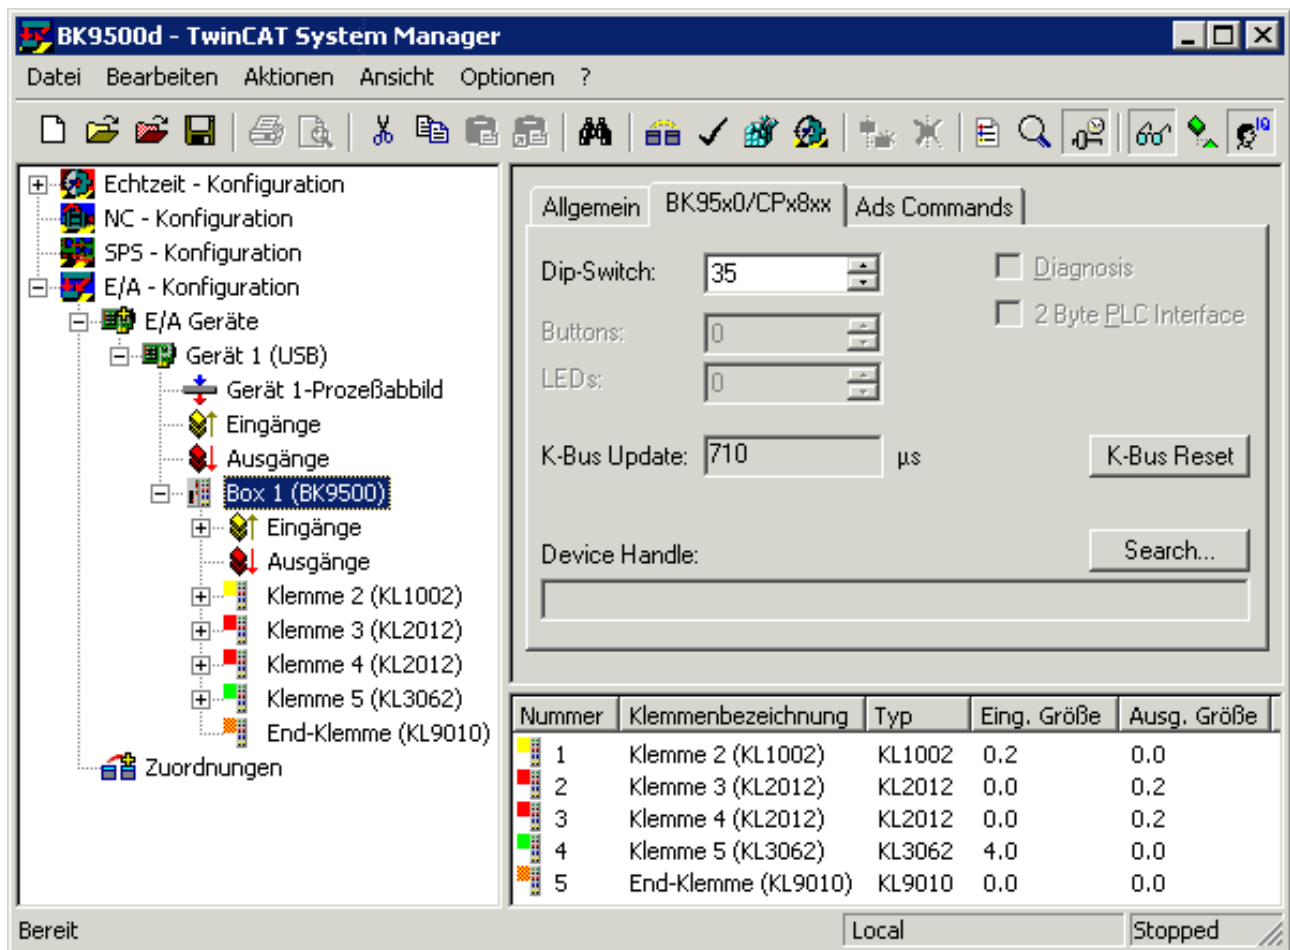 BK9500d - TwinCAT System Manager
Datei Bearbeiten Aktionen Ansicht Optionen ?
Echtzeit - Konfiguration
NC - Konfiguration
SPS - Konfiguration
E/A - Konfiguration
E/A Geräte
Gerät 1 (USB)
Gerät 1-Prozeßabbild
Eingänge
Ausgänge
Box 1 (BK9500)
Eingänge
Ausgänge
Klemme 2 (KL1002)
Klemme 3 (KL2012)
Klemme 4 (KL2012)
Klemme 5 (KL3062)
End-Klemme (KL9010)
Zuordnungen
Allgemein BK95x0/CPx8xx Ads Commands
Dip-Switch: 35 Diagnosis
2 Byte PLC Interface
Buttons: 0
LEDs: 0
K-Bus Update: 710 µs K-Bus Reset
Device Handle: Search...
Nummer Klemmenbezeichnung Typ Eing. Größe Ausg. Größe
1 Klemme 2 (KL1002) KL1002 0.2 0.0
2 Klemme 3 (KL2012) KL2012 0.0 0.2
3 Klemme 4 (KL2012) KL2012 0.0 0.2
4 Klemme 5 (KL3062) KL3062 4.0 0.0
5 End-Klemme (KL9010) KL9010 0.0 0.0
Bereit Local Stopped